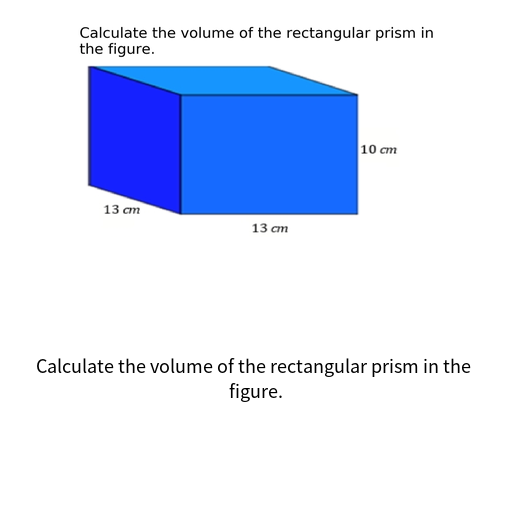 Calculate the volume of the rectangular prism in
the figure.
10 cm
13 cm
13 cm
Calculate the volume of the rectangular prism in the
figure.